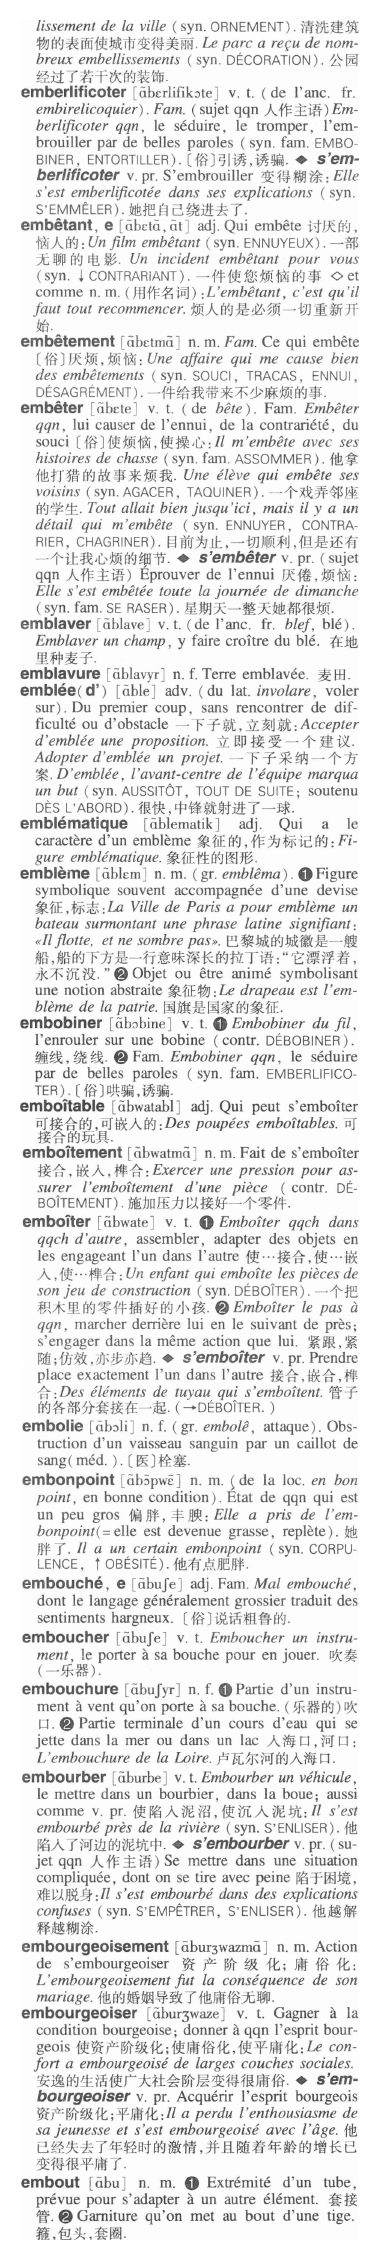 lissement de la ville (syn. ORNEMENT). 清洗建筑
物的表面使城市变得美丽. Le parc a reçu de nom-
breux embellissements (syn. DÉCORATION). 公园
经过了若干次的装饰.
emberlificoter [ɑ̃bɛrlifikɔte] v. t. (de l'anc. fr.
embirelicoquier). Fam. (sujet qqn 人作主语) Em-
berlificoter qqn, le séduire, le tromper, l'em-
brouiller par de belles paroles (syn. fam. EMBO-
BINER, ENTORTILLER). [俗]引诱,诱骗. ◆ s'em-
berlificoter v. pr. S'embrouiller 变得糊涂: Elle
s'est emberlificotée dans ses explications (syn.
S'EMMÊLER). 她把自己绕进去了.
embêtant, e [ɑ̃bɛtɑ̃, ɑ̃t] adj. Qui embête 讨厌的,
恼人的: Un film embêtant (syn. ENNUYEUX). 一部
无聊的电影. Un incident embêtant pour vous
(syn. ↓CONTRARIANT). 一件使您烦恼的事 ◇et
comme n. m. (用作名词): L'embêtant, c'est qu'il
faut tout recommencer. 烦人的是必须一切重新开
始.
embêtement [ɑ̃bɛtmɑ̃] n. m. Fam. Ce qui embête
[俗]厌烦,烦恼: Une affaire qui me cause bien
des embêtements (syn. SOUCI, TRACAS, ENNUI,
DÉSAGRÉMENT). 一件给我带来不少麻烦的事.
embêter [ɑ̃bɛte] v. t. (de bête). Fam. Embêter
qqn, lui causer de l'ennui, de la contrariété, du
souci [俗]使烦恼,使操心: Il m'embête avec ses
histoires de chasse (syn. fam. ASSOMMER). 他拿
他打猎的故事来烦我. Une élève qui embête ses
voisins (syn. AGACER, TAQUINER). 一个戏弄邻座
的学生. Tout allait bien jusqu'ici, mais il y a un
détail qui m'embête (syn. ENNUYER, CONTRA-
RIER, CHAGRINER). 目前为止,一切顺利,但是还有
一个让我心烦的细节. ◆ s'embêter v. pr. (sujet
qqn 人作主语) Éprouver de l'ennui 厌倦,烦恼:
Elle s'est embêtée toute la journée de dimanche
(syn. fam. SE RASER). 星期天一整天她都很烦.
emblaver [ɑ̃blave] v. t. (de l'anc. fr. blef, blé).
Emblaver un champ, y faire croître du blé. 在地
里种麦子.
emblavure [ɑ̃blavyr] n. f. Terre emblavée. 麦田.
emblée(d') [ɑ̃ble] adv. (du lat. involare, voler
sur). Du premier coup, sans rencontrer de dif-
ficulté ou d'obstacle 一下子就,立刻就: Accepter
d'emblée une proposition. 立即接受一个建议.
Adopter d'emblée un projet. 一下子采纳一个方
案. D'emblée, l'avant-centre de l'équipe marqua
un but (syn. AUSSITÔT, TOUT DE SUITE; soutenu
DÈS L'ABORD). 很快,中锋就射进了一球.
emblématique [ɑ̃blematik] adj. Qui a le
caractère d'un emblème 象征的,作为标记的: Fi-
gure emblématique. 象征性的图形.
emblème [ɑ̃blɛm] n. m. (gr. emblêma). ❶ Figure
symbolique souvent accompagnée d'une devise
象征,标志: La Ville de Paris a pour emblème un
bateau surmontant une phrase latine signifiant:
«Il flotte, et ne sombre pas». 巴黎城的城徽是一艘
船,船的下方是一行意味深长的拉丁语:“它漂浮着,
永不沉没.” ❷ Objet ou être animé symbolisant
une notion abstraite 象征物: Le drapeau est l'em-
blème de la patrie. 国旗是国家的象征.
embobiner [ɑ̃bɔbine] v. t. ❶ Embobiner du fil,
l'enrouler sur une bobine (contr. DÉBOBINER).
缠线,绕线. ❷ Fam. Embobiner qqn, le séduire
par de belles paroles (syn. fam. EMBERLIFICO-
TER). [俗]哄骗,诱骗.
emboîtable [ɑ̃bwatabl] adj. Qui peut s'emboîter
可接合的,可嵌入的: Des poupées emboîtables. 可
接合的玩具.
emboîtement [ɑ̃bwatmɑ̃] n. m. Fait de s'emboîter
接合,嵌入,榫合: Exercer une pression pour as-
surer l'emboîtement d'une pièce (contr. DÉ-
BOÎTEMENT). 施加压力以接好一个零件.
emboîter [ɑ̃bwate] v. t. ❶ Emboîter qqch dans
qqch d'autre, assembler, adapter des objets en
les engageant l'un dans l'autre 使…接合,使…嵌
入,使…榫合: Un enfant qui emboîte les pièces de
son jeu de construction (syn. DÉBOÎTER). 一个把
积木里的零件插好的小孩. ❷ Emboîter le pas à
qqn, marcher derrière lui en le suivant de près;
s'engager dans la même action que lui. 紧跟,紧
随;仿效,亦步亦趋. ◆ s'emboîter v. pr. Prendre
place exactement l'un dans l'autre 接合,嵌合,榫
合: Des éléments de tuyau qui s'emboîtent. 管子
的各部分套接在一起. (→DÉBOÎTER.)
embolie [ɑ̃bɔli] n. f. (gr. embolê, attaque). Obs-
truction d'un vaisseau sanguin par un caillot de
sang(méd.). [医]栓塞.
embonpoint [ɑ̃bɔ̃pwɛ̃] n. m. (de la loc. en bon
point, en bonne condition). État de qqn qui est
un peu gros 偏胖,丰腴: Elle a pris de l'em-
bonpoint(= elle est devenue grasse, replète). 她
胖了. Il a un certain embonpoint (syn. CORPU-
LENCE, ↑OBÉSITÉ). 他有点肥胖.
embouché, e [ɑ̃buʃe] adj. Fam. Mal embouché,
dont le langage généralement grossier traduit des
sentiments hargneux. [俗]说话粗鲁的.
emboucher [ɑ̃buʃe] v. t. Emboucher un instru-
ment, le porter à sa bouche pour en jouer. 吹奏
(一乐器).
embouchure [ɑ̃buʃyr] n. f. ❶ Partie d'un instru-
ment à vent qu'on porte à sa bouche. (乐器的)吹
口. ❷ Partie terminale d'un cours d'eau qui se
jette dans la mer ou dans un lac 入海口,河口:
L'embouchure de la Loire. 卢瓦尔河的入海口.
embourber [ɑ̃burbe] v. t. Embourber un véhicule,
le mettre dans un bourbier, dans la boue; aussi
comme v. pr. 使陷入泥沼,使沉入泥坑: Il s'est
embourbé près de la rivière (syn. S'ENLISER). 他
陷入了河边的泥坑中. ◆ s'embourber v. pr. (su-
jet qqn 人作主语) Se mettre dans une situation
compliquée, dont on se tire avec peine 陷于困境,
难以脱身: Il s'est embourbé dans des explications
confuses (syn. S'EMPÊTRER, S'ENLISER). 他越解
释越糊涂.
embourgeoisement [ɑ̃burʒwazmɑ̃] n. m. Action
de s'embourgeoiser 资产阶级化; 庸俗化:
L'embourgeoisement fut la conséquence de son
mariage. 他的婚姻导致了他庸俗无聊.
embourgeoiser [ɑ̃burʒwaze] v. t. Gagner à la
condition bourgeoise; donner à qqn l'esprit bour-
geois 使资产阶级化;使庸俗化,使平庸化: Le con-
fort a embourgeoisé de larges couches sociales.
安逸的生活使广大社会阶层变得很庸俗. ◆ s'em-
bourgeoiser v. pr. Acquérir l'esprit bourgeois
资产阶级化;平庸化: Il a perdu l'enthousiasme de
sa jeunesse et s'est embourgeoisé avec l'âge. 他
已经失去了年轻时的激情,并且随着年龄的增长已
变得很平庸了.
embout [ɑ̃bu] n. m. ❶ Extrémité d'un tube,
prévue pour s'adapter à un autre élément. 套接
管. ❷ Garniture qu'on met au bout d'une tige.
箍,包头,套圈.